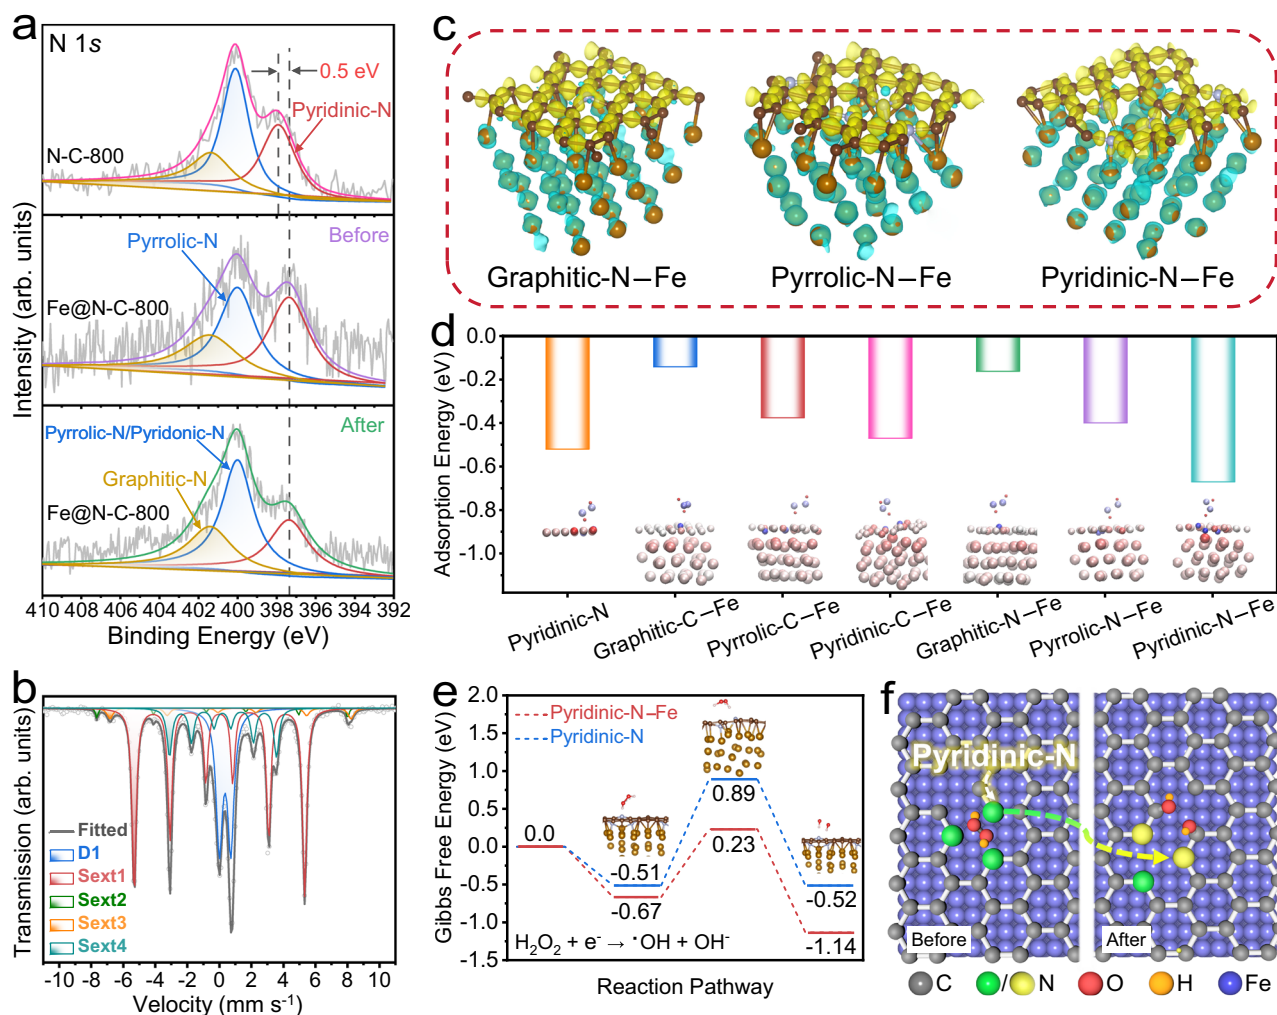 a
N 1s
0.5 eV
Pyridinic-N
N-C-800
Pyrrolic-N
Before
Fe@N-C-800
Pyrrolic-N/Pyridonic-N
After
Graphitic-N
Fe@N-C-800
Intensity (arb. units)
410 408 406 404 402 400 398 396 394 392
Binding Energy (eV)
b
Transmission (arb. units)
Fitted
D1
Sext1
Sext2
Sext3
Sext4
-10 -8 -6 -4 -2 0 2 4 6 8 10
Velocity (mm s⁻¹)
c
Graphitic-N–Fe
Pyrrolic-N–Fe
Pyridinic-N–Fe
d
Adsorption Energy (eV)
0.0
-0.2
-0.4
-0.6
-0.8
-1.0
Pyridinic-N
Graphitic-C–Fe
Pyrrolic-C–Fe
Pyridinic-C–Fe
Graphitic-N–Fe
Pyrrolic-N–Fe
Pyridinic-N–Fe
e
Gibbs Free Energy (eV)
2.0
1.5
1.0
0.5
0.0
-0.5
-1.0
-1.5
Pyridinic-N–Fe
Pyridinic-N
0.0
-0.51
-0.67
0.89
0.23
-0.52
-1.14
H₂O₂ + e⁻ → ·OH + OH⁻
Reaction Pathway
f
Pyridinic-N
Before
After
C
/
N
O
H
Fe